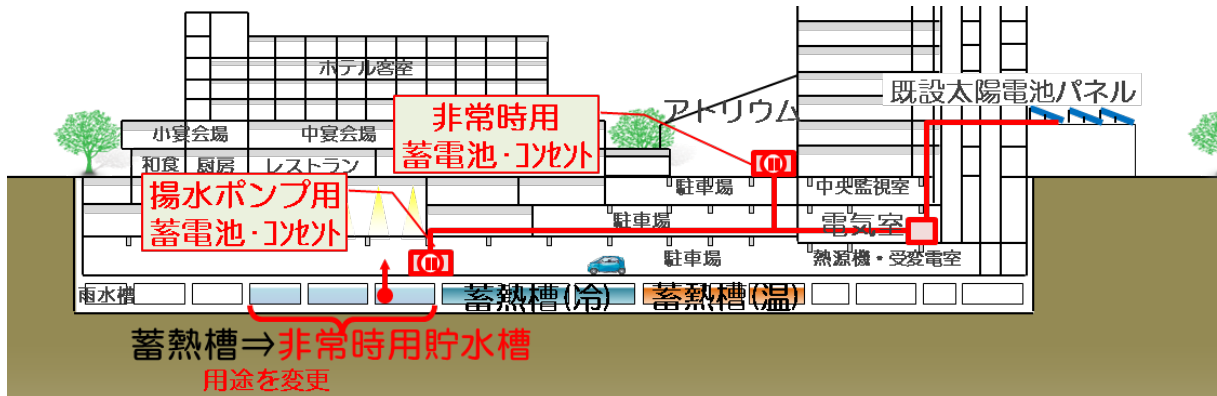 ホテル客室
既設太陽電池パネル
アトリウム
非常時用
蓄電池・コンセント
小宴会場
中宴会場
和食
厨房
レストラン
駐車場
中央監視室
揚水ポンプ用
蓄電池・コンセント
駐車場
電気室
駐車場
熱源機・受変電室
雨水槽
蓄熱槽(冷)
蓄熱槽(温)
蓄熱槽⇒非常時用貯水槽
用途を変更